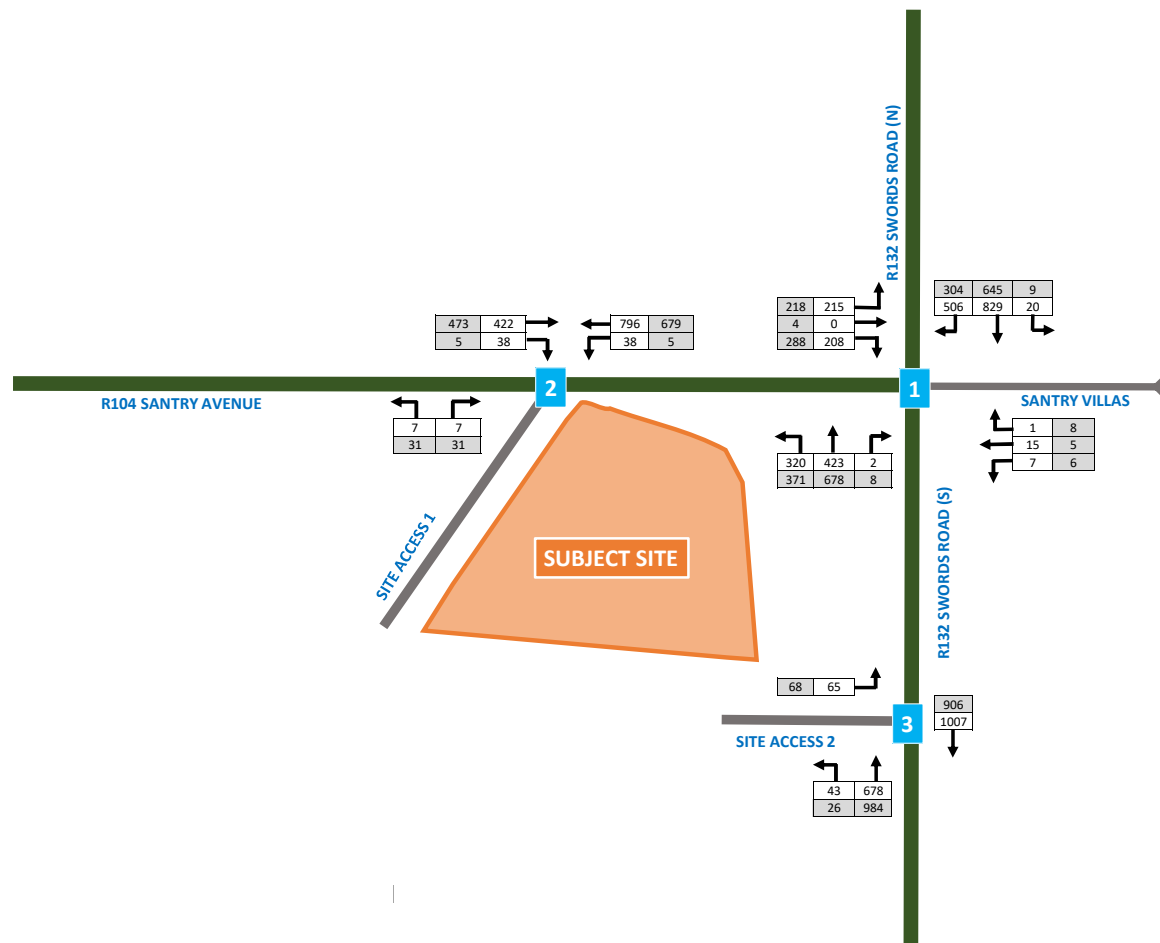 R132 SWORDS ROAD (N)
304 645 9
506 829 20
218 215
4 0
288 208
473 422
5 38
796 679
38 5
2
1
R104 SANTRY AVENUE
SANTRY VILLAS
7 7
31 31
1 8
15 5
7 6
320 423 2
371 678 8
SITE ACCESS 1
SUBJECT SITE
R132 SWORDS ROAD (S)
68 65
906
1007
3
SITE ACCESS 2
43 678
26 984